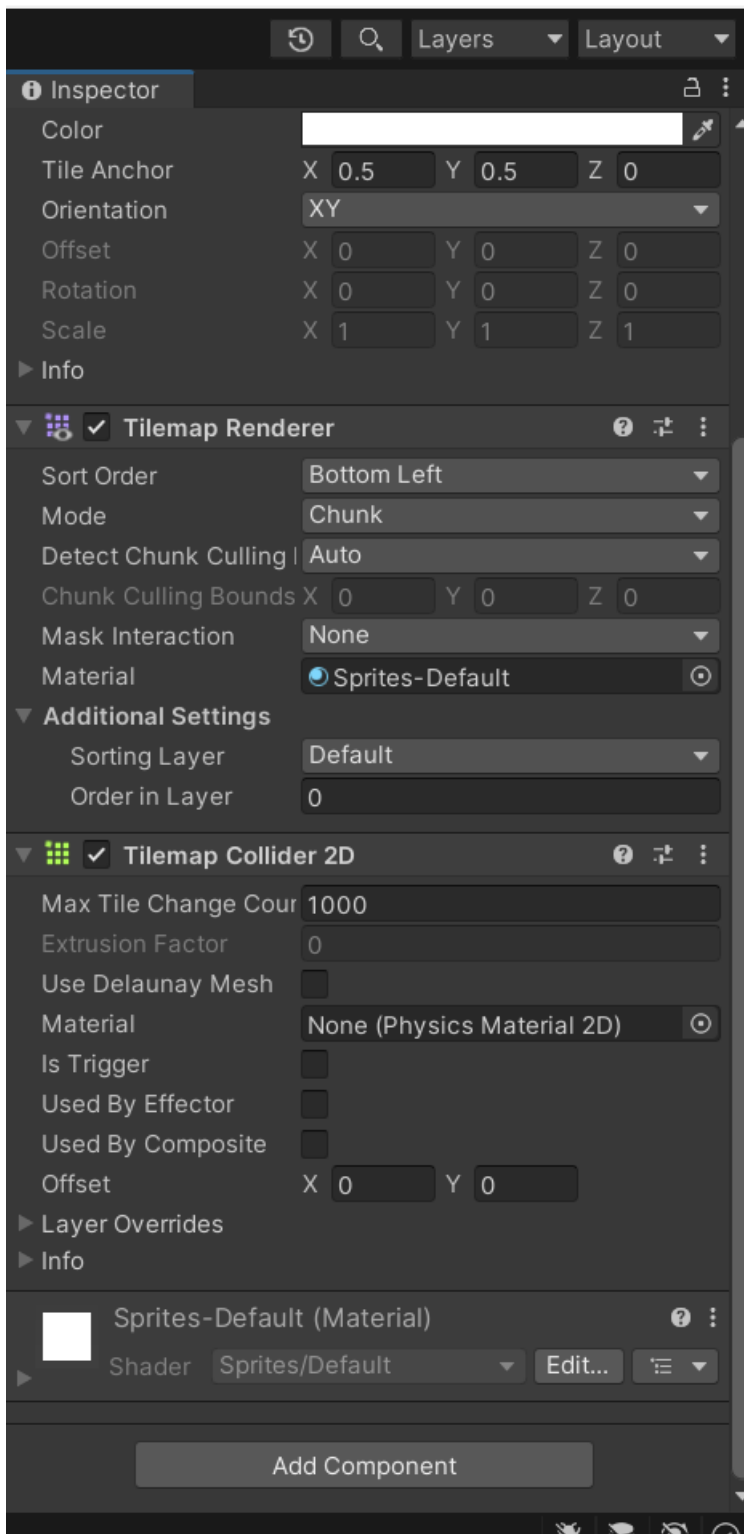 Layers Layout
Inspector
Color
Tile Anchor X 0.5 Y 0.5 Z 0
Orientation XY
Offset X 0 Y 0 Z 0
Rotation X 0 Y 0 Z 0
Scale X 1 Y 1 Z 1
Info
Tilemap Renderer
Sort Order Bottom Left
Mode Chunk
Detect Chunk Culling Auto
Chunk Culling Bounds X 0 Y 0 Z 0
Mask Interaction None
Material Sprites-Default
Additional Settings
Sorting Layer Default
Order in Layer 0
Tilemap Collider 2D
Max Tile Change Cour 1000
Extrusion Factor 0
Use Delaunay Mesh
Material None (Physics Material 2D)
Is Trigger
Used By Effector
Used By Composite
Offset X 0 Y 0
Layer Overrides
Info
Sprites-Default (Material)
Shader Sprites/Default Edit...
Add Component